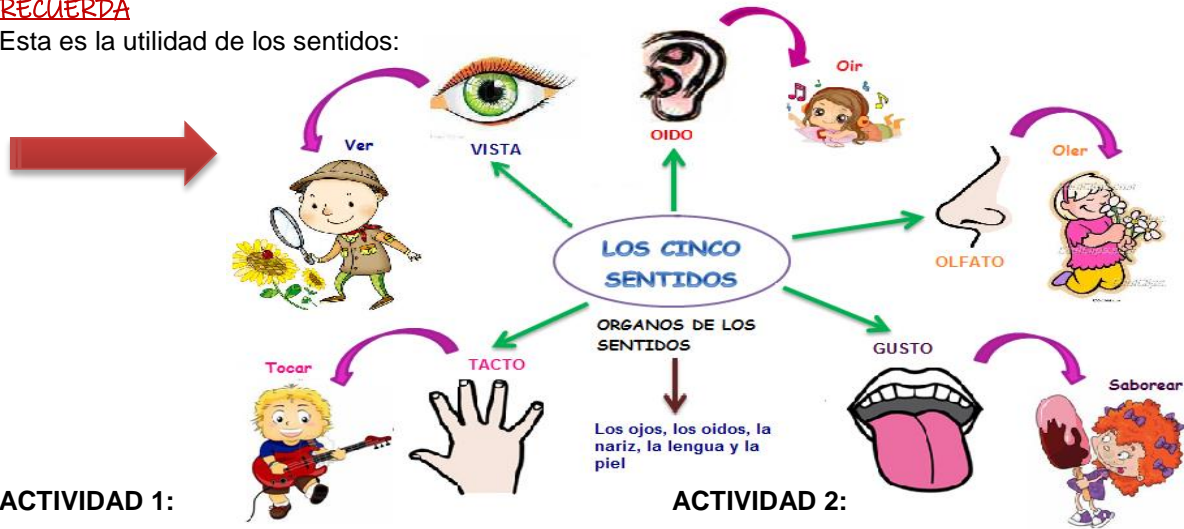 RECUERDA
Esta es la utilidad de los sentidos:
Ver
VISTA
OIDO
Oir
OLFATO
Oler
LOS CINCO
SENTIDOS
ORGANOS DE LOS
SENTIDOS
Los ojos, los oidos, la
nariz, la lengua y la
piel
Tocar
TACTO
GUSTO
Saborear
ACTIVIDAD 1:
ACTIVIDAD 2: